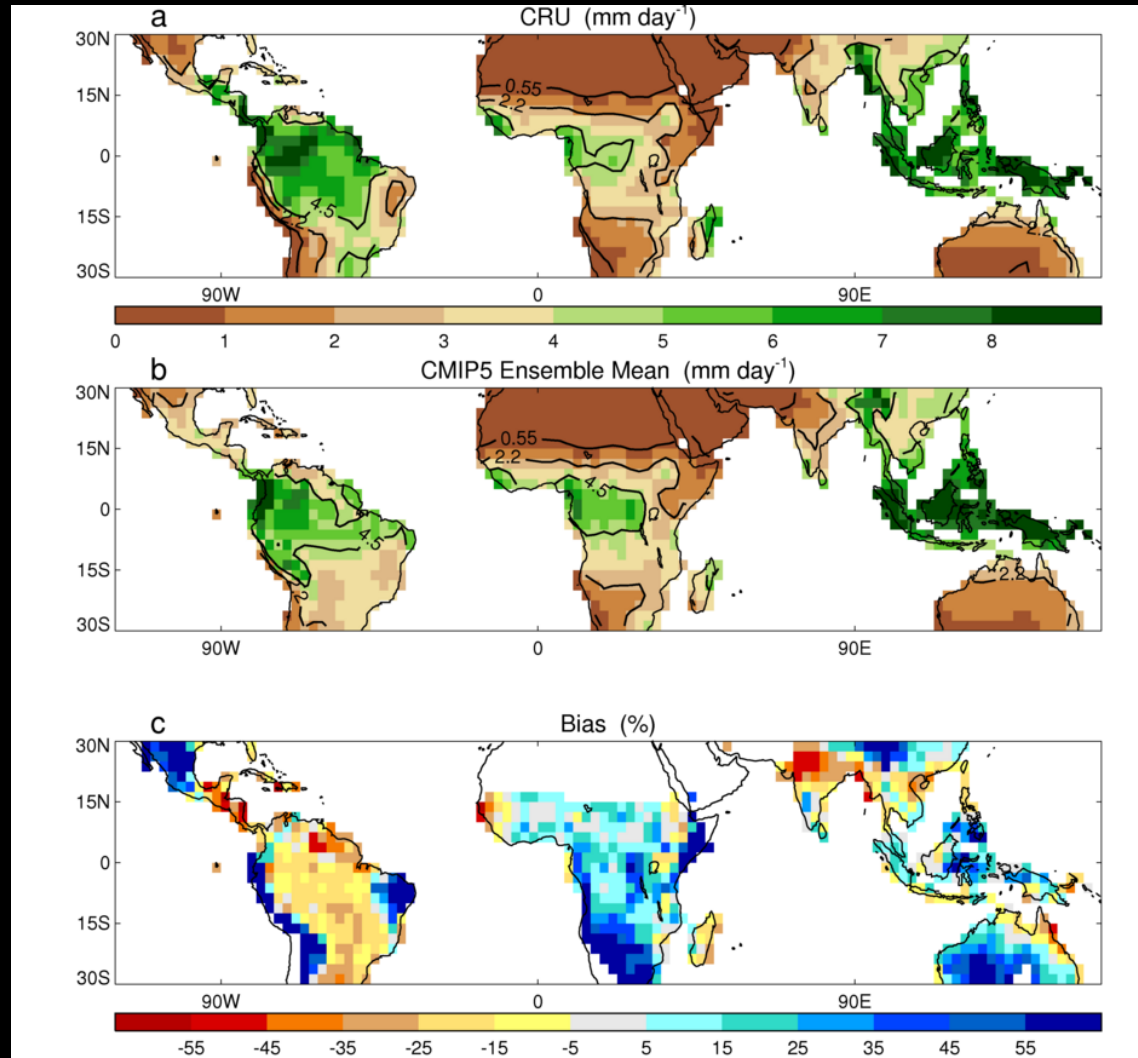 a CRU (mm day⁻¹)
30N
15N
0
15S
30S
0.55
2.2
4.5
2.2
90W 0 90E
0 1 2 3 4 5 6 7 8
b CMIP5 Ensemble Mean (mm day⁻¹)
30N
15N
0
15S
30S
0.55
2.2
4.5
4.5
2.2
90W 0 90E
c Bias (%)
30N
15N
0
15S
30S
90W 0 90E
-55 -45 -35 -25 -15 -5 5 15 25 35 45 55